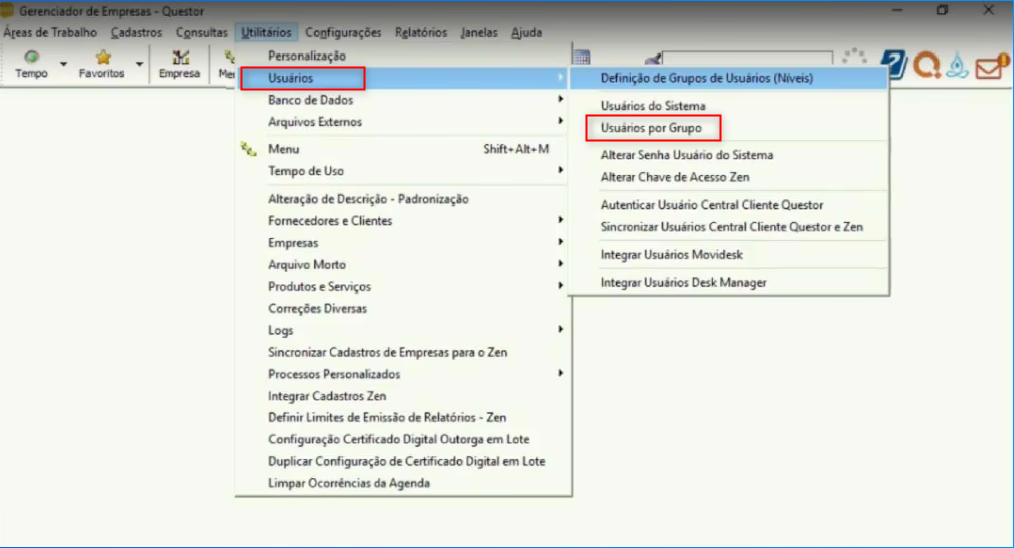 Gerenciador de Empresas - Questor
Áreas de Trabalho Cadastros Consultas Utilitários Configurações Relatórios Janelas Ajuda
Tempo Favoritos Empresa
Personalização
Usuários
Banco de Dados
Arquivos Externos
Menu Shift+Alt+M
Tempo de Uso
Alteração de Descrição - Padronização
Fornecedores e Clientes
Empresas
Arquivo Morto
Produtos e Serviços
Correções Diversas
Logs
Sincronizar Cadastros de Empresas para o Zen
Processos Personalizados
Integrar Cadastros Zen
Definir Limites de Emissão de Relatórios - Zen
Configuração Certificado Digital Outorga em Lote
Duplicar Configuração de Certificado Digital em Lote
Limpar Ocorrências da Agenda
Definição de Grupos de Usuários (Níveis)
Usuários do Sistema
Usuários por Grupo
Alterar Senha Usuário do Sistema
Alterar Chave de Acesso Zen
Autenticar Usuário Central Cliente Questor
Sincronizar Usuários Central Cliente Questor e Zen
Integrar Usuários Movidesk
Integrar Usuários Desk Manager